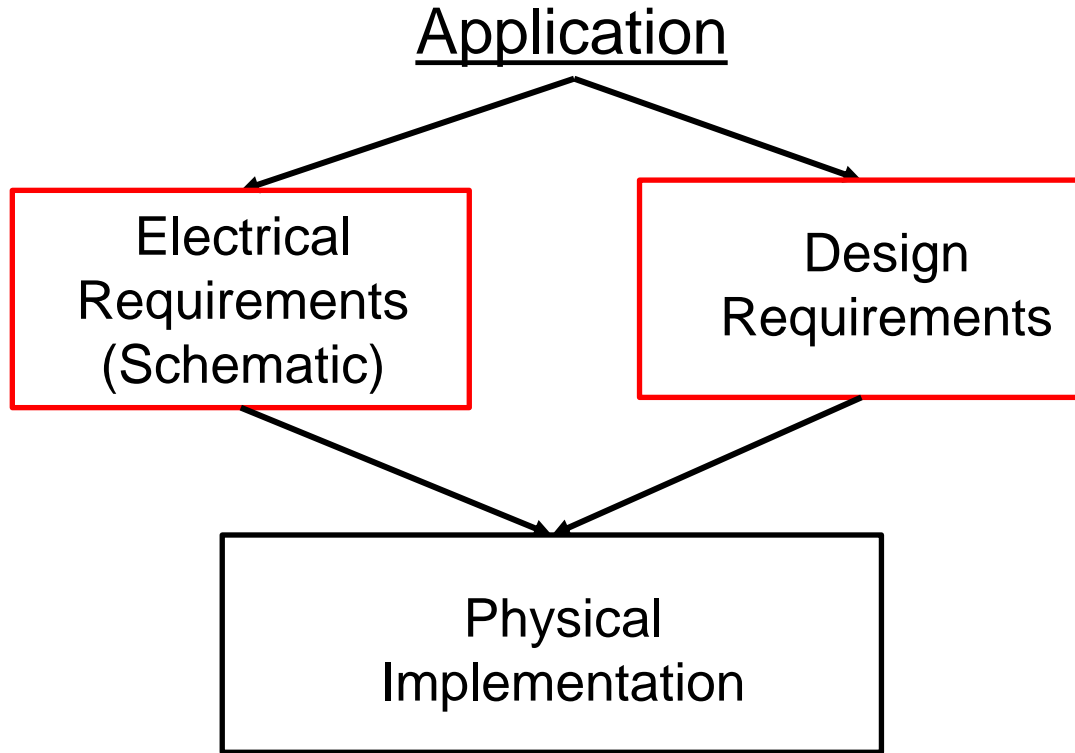 Application
Electrical
Requirements
(Schematic)
Design
Requirements
Physical
Implementation